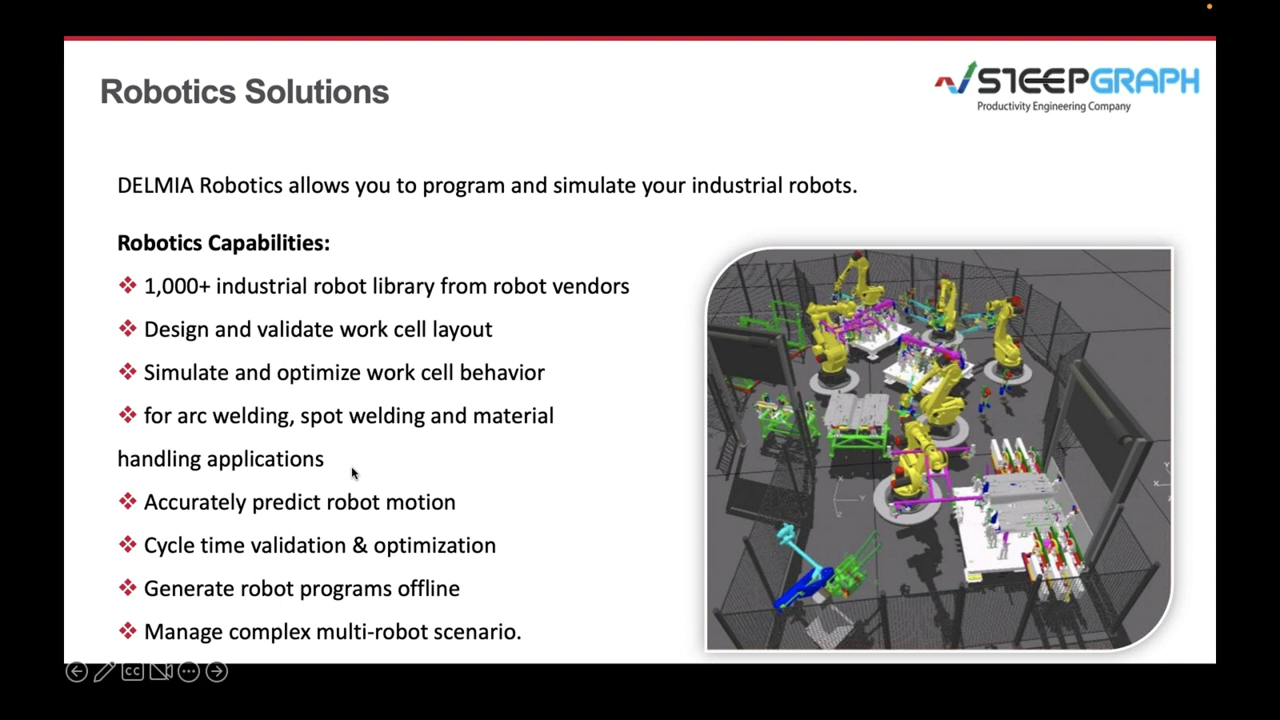 Robotics Solutions
STEEPGRAPH
Productivity Engineering Company
DELMIA Robotics allows you to program and simulate your industrial robots.
Robotics Capabilities:
❖ 1,000+ industrial robot library from robot vendors
❖ Design and validate work cell layout
❖ Simulate and optimize work cell behavior
❖ for arc welding, spot welding and material
handling applications
❖ Accurately predict robot motion
❖ Cycle time validation & optimization
❖ Generate robot programs offline
❖ Manage complex multi-robot scenario.
CC